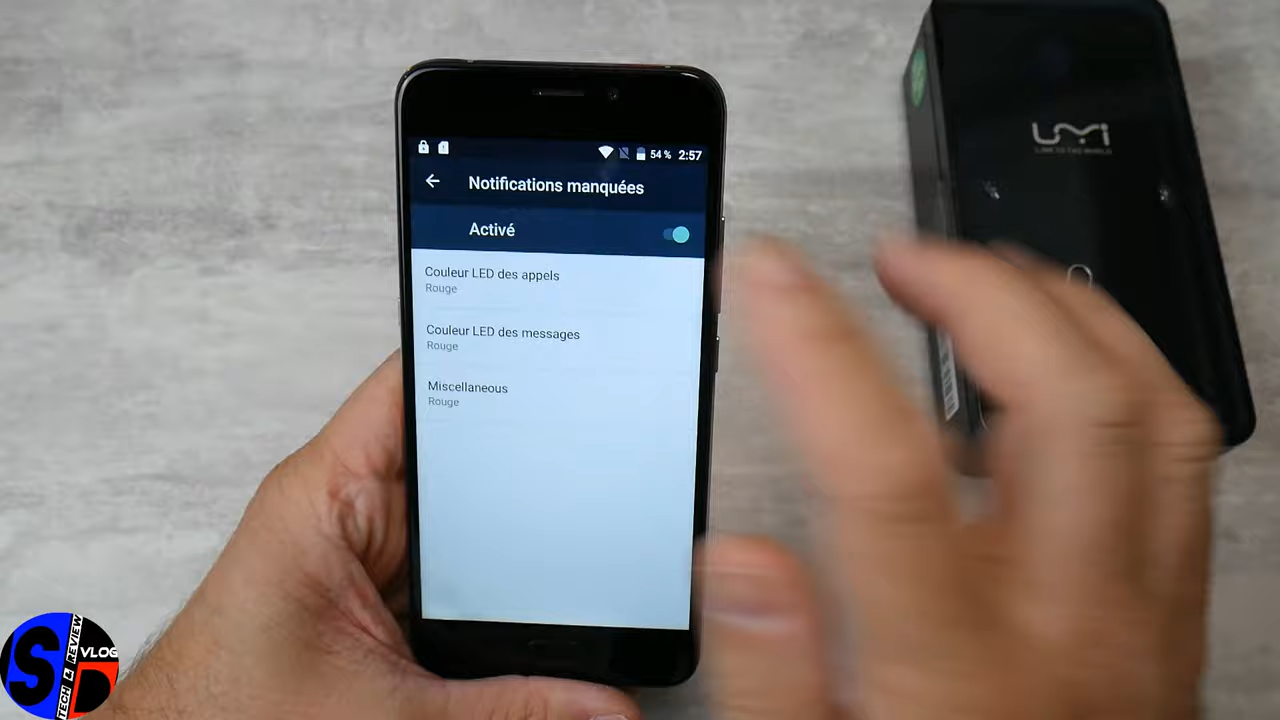 UMi
54 % 2:57
Notifications manquées
Activé
Couleur LED des appels
Rouge
Couleur LED des messages
Rouge
Miscellaneous
Rouge
SD
TECH & REVIEW
VLOG